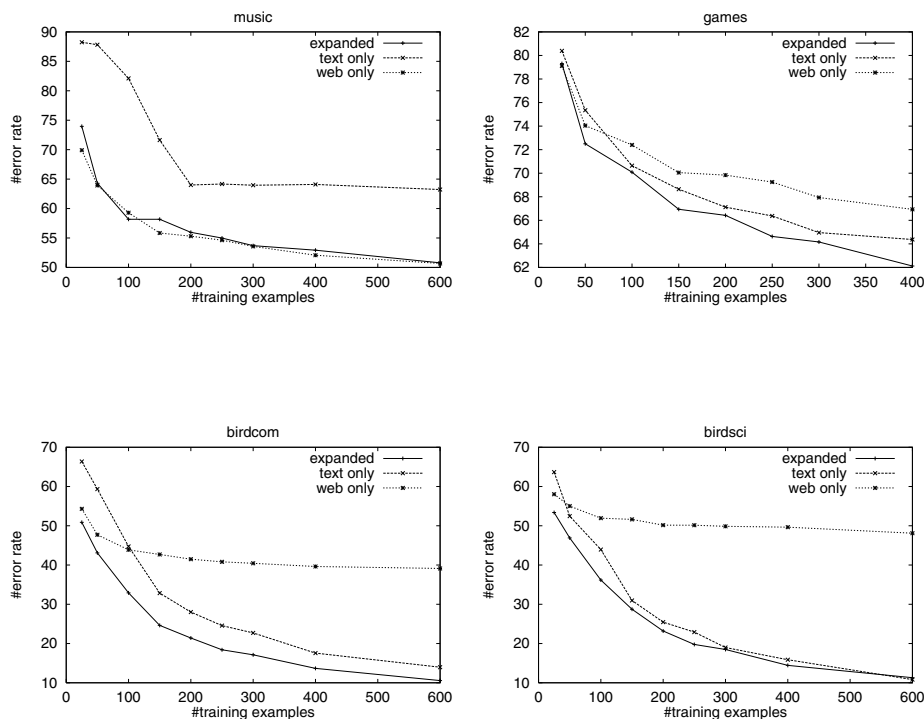 music
90
85
80
75
70
65
60
55
50
#error rate
expanded
text only
web only
0 100 200 300 400 500 600
#training examples
games
82
80
78
76
74
72
70
68
66
64
62
#error rate
expanded
text only
web only
0 50 100 150 200 250 300 350 400
#training examples
birdcom
70
60
50
40
30
20
10
#error rate
expanded
text only
web only
0 100 200 300 400 500 600
#training examples
birdsci
70
60
50
40
30
20
10
#error rate
expanded
text only
web only
0 100 200 300 400 500 600
#training examples